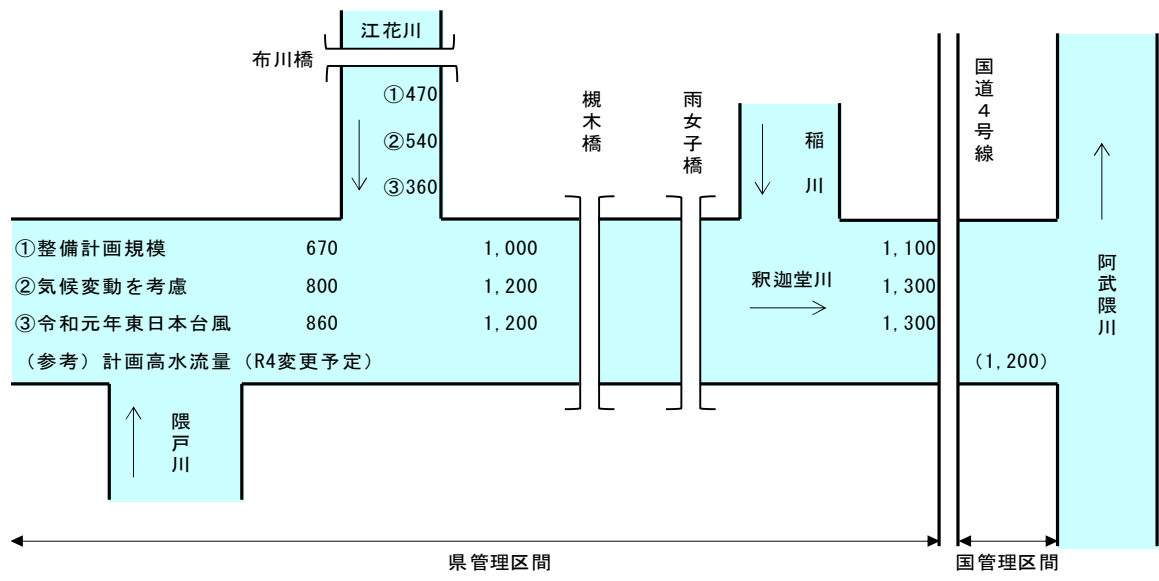 江花川
布川橋
①470
②540
③360
槻木橋
雨女子橋
稲川
国道4号線
①整備計画規模 670 1,000 1,100
②気候変動を考慮 800 1,200 1,300
③令和元年東日本台風 860 1,200 1,300
釈迦堂川
(参考)計画高水流量(R4変更予定) (1,200)
阿武隈川
隈戸川
県管理区間
国管理区間